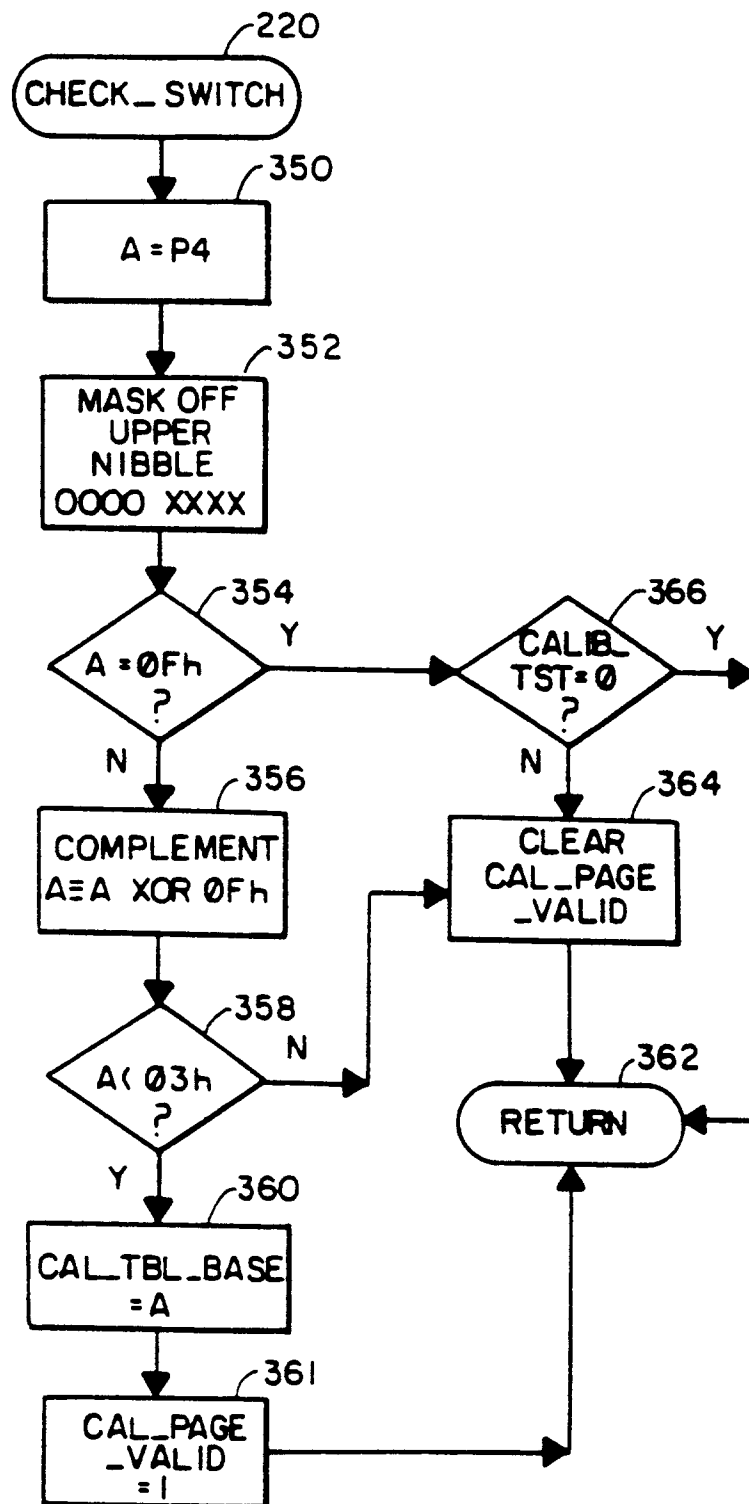 220
CHECK_SWITCH
350
A = P4
352
MASK OFF
UPPER
NIBBLE
0000 XXXX
354
A = 0Fh
?
Y
N
366
CALIB_
TST=0
?
Y
N
356
COMPLEMENT
A≡A XOR 0Fh
364
CLEAR
CAL_PAGE
_VALID
358
A< 03h
?
N
Y
362
RETURN
360
CAL_TBL_BASE
= A
361
CAL_PAGE
_VALID
=1